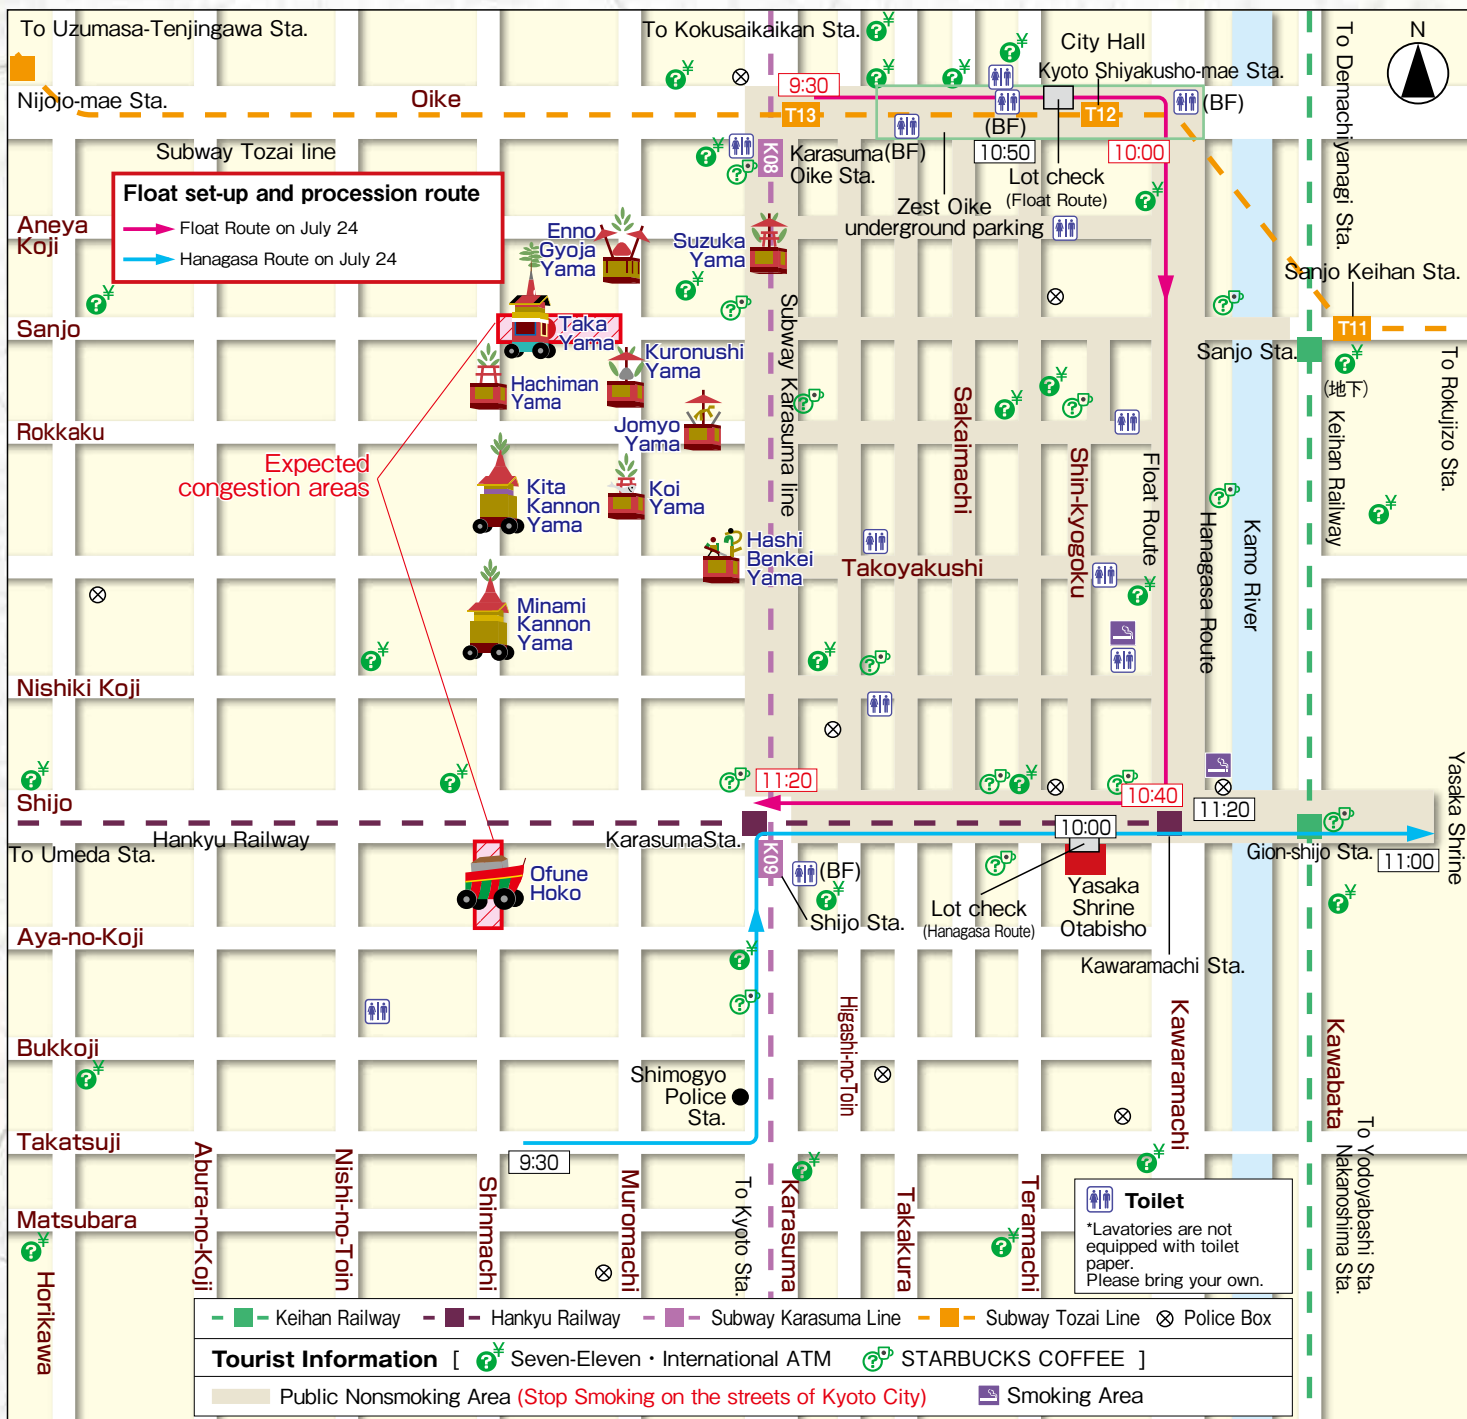 To Uzumasa-Tenjingawa Sta.
To Kokusaikaikan Sta.
City Hall
Kyoto Shiyakusho-mae Sta.
N
Nijojo-mae Sta.
Oike
9:30
T13
T12
(BF)
(BF)
(BF)
Subway Tozai line
K08
Karasuma
Oike Sta.
10:50
10:00
Lot check
(Float Route)
Zest Oike
underground parking
To Demachiyanagi Sta.
Float set-up and procession route
Float Route on July 24
Hanagasa Route on July 24
Aneya
Koji
Enno
Gyoja
Yama
Suzuka
Yama
Sanjo Keihan Sta.
T11
Sanjo
Taka
Yama
Subway Karasuma line
Sanjo Sta.
(地下)
Hachiman
Yama
Kuronushi
Yama
To Rokujizo Sta.
Rokkaku
Jomyo
Yama
Sakaimachi
Shin-kyogoku
Float Route
Hanagasa Route
Kamo River
Keihan Railway
Expected
congestion areas
Kita
Kannon
Yama
Koi
Yama
Hashi
Benkei
Yama
Takoyakushi
Minami
Kannon
Yama
Nishiki Koji
Shijo
11:20
10:40
11:20
Yasaka Shrine
Hankyu Railway
KarasumaSta.
10:00
To Umeda Sta.
K09
Gion-shijo Sta.
11:00
Ofune
Hoko
(BF)
Shijo Sta.
Lot check
(Hanagasa Route)
Yasaka
Shrine
Otabisho
Aya-no-Koji
Kawaramachi Sta.
Bukkoji
Higashi-no-Toin
Kawaramachi
Kawabata
Shimogyo
Police
Sta.
Takatsuji
9:30
To Yodoyabashi Sta.
Nakanoshima Sta.
Matsubara
Horikawa
Abura-no-Koji
Nishi-no-Toin
Shinmachi
Muromachi
To Kyoto Sta.
Karasuma
Takakura
Teramachi
Toilet
*Lavatories are not
equipped with toilet
paper.
Please bring your own.
Keihan Railway
Hankyu Railway
Subway Karasuma Line
Subway Tozai Line
Police Box
Tourist Information [ Seven-Eleven・International ATM STARBUCKS COFFEE ]
Public Nonsmoking Area (Stop Smoking on the streets of Kyoto City)
Smoking Area